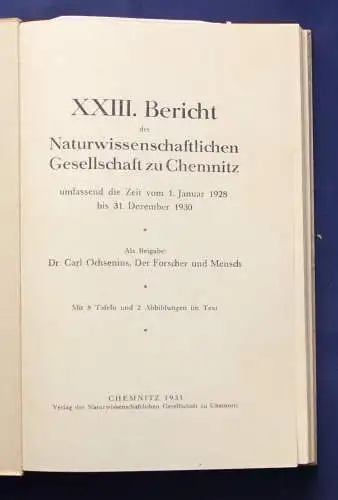 XXIII. Bericht
der
Naturwissenschaftlichen
Gesellschaft zu Chemnitz
umfassend die Zeit vom 1. Januar 1928
bis 31. Dezember 1930
*
Als Beigabe:
Dr. Carl Ochsenius, Der Forscher und Mensch
*
Mit 8 Tafeln und 2 Abbildungen im Text
*
CHEMNITZ 1931
Verlag der Naturwissenschaftlichen Gesellschaft zu Chemnitz